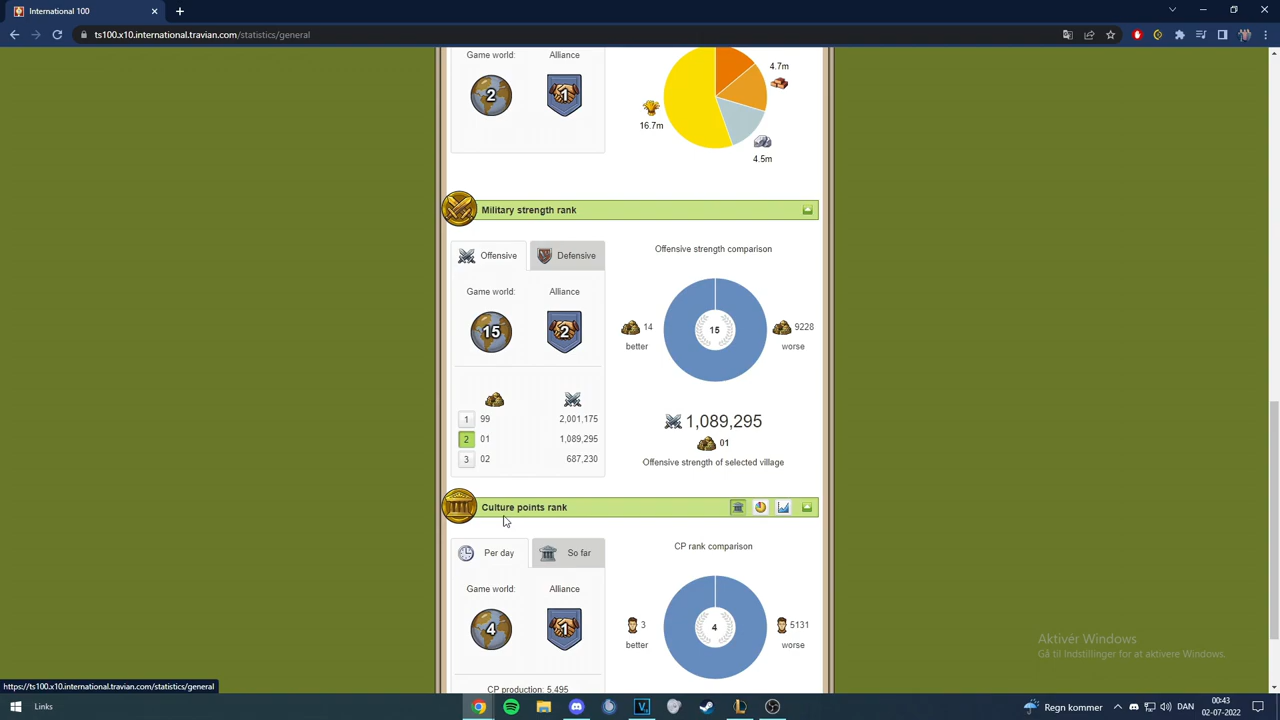 International 100
ts100.x10.international.travian.com/statistics/general
Game world:
Alliance
2
1
4.7m
16.7m
4.5m
Military strength rank
Offensive
Defensive
Offensive strength comparison
Game world:
Alliance
15
2
14
better
15
9228
worse
1 99 2,001,175
2 01 1,089,295
3 02 687,230
1,089,295
01
Offensive strength of selected village
Culture points rank
Per day
So far
CP rank comparison
Game world:
Alliance
4
1
3
better
4
5131
worse
CP production: 5,495
Aktivér Windows
Gå til Indstillinger for at aktivere Windows.
https://ts100.x10.international.travian.com/statistics/general
Links
Regn kommer
DAN
00:43
02-07-2022